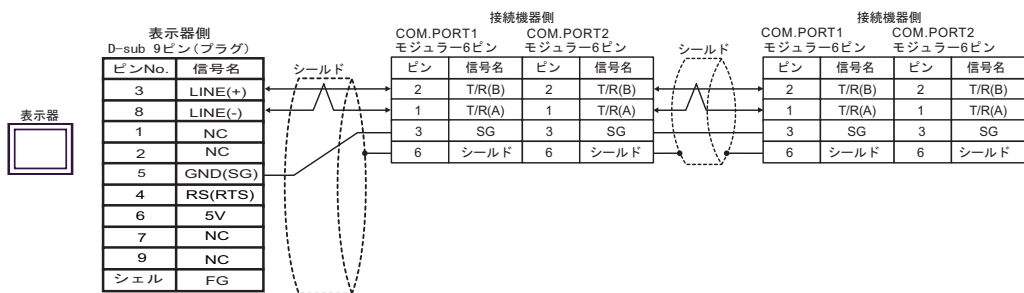 表示器
表示器側
D-sub 9ピン(プラグ)
ピンNo. 信号名
3 LINE(+)
8 LINE(-)
1 NC
2 NC
5 GND(SG)
4 RS(RTS)
6 5V
7 NC
9 NC
シェル FG
シールド
接続機器側
COM.PORT1 COM.PORT2
モジュラー6ピン モジュラー6ピン
ピン 信号名 ピン 信号名
2 T/R(B) 2 T/R(B)
1 T/R(A) 1 T/R(A)
3 SG 3 SG
6 シールド 6 シールド
シールド
接続機器側
COM.PORT1 COM.PORT2
モジュラー6ピン モジュラー6ピン
ピン 信号名 ピン 信号名
2 T/R(B) 2 T/R(B)
1 T/R(A) 1 T/R(A)
3 SG 3 SG
6 シールド 6 シールド